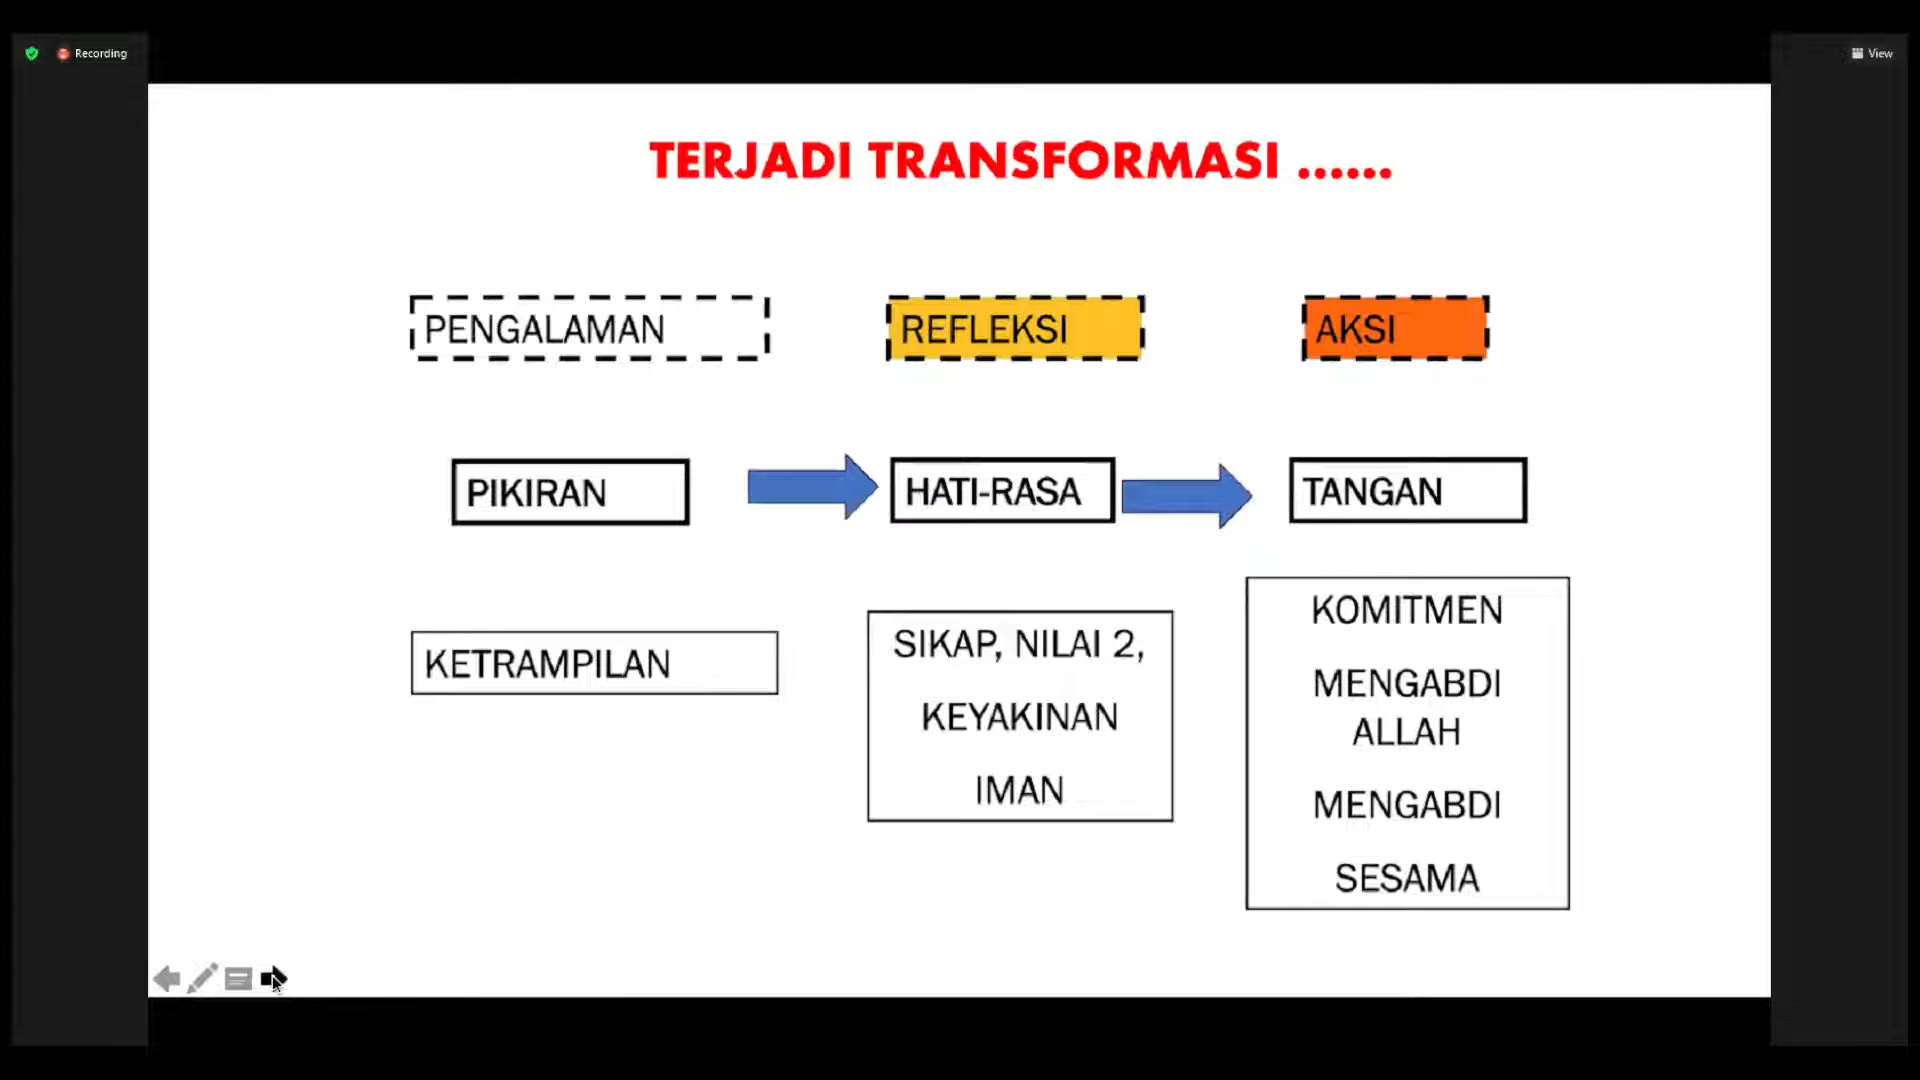 Recording
View
TERJADI TRANSFORMASI ......
PENGALAMAN
REFLEKSI
AKSI
PIKIRAN
HATI-RASA
TANGAN
KETRAMPILAN
SIKAP, NILAI 2,
KEYAKINAN
IMAN
KOMITMEN
MENGABDI
ALLAH
MENGABDI
SESAMA